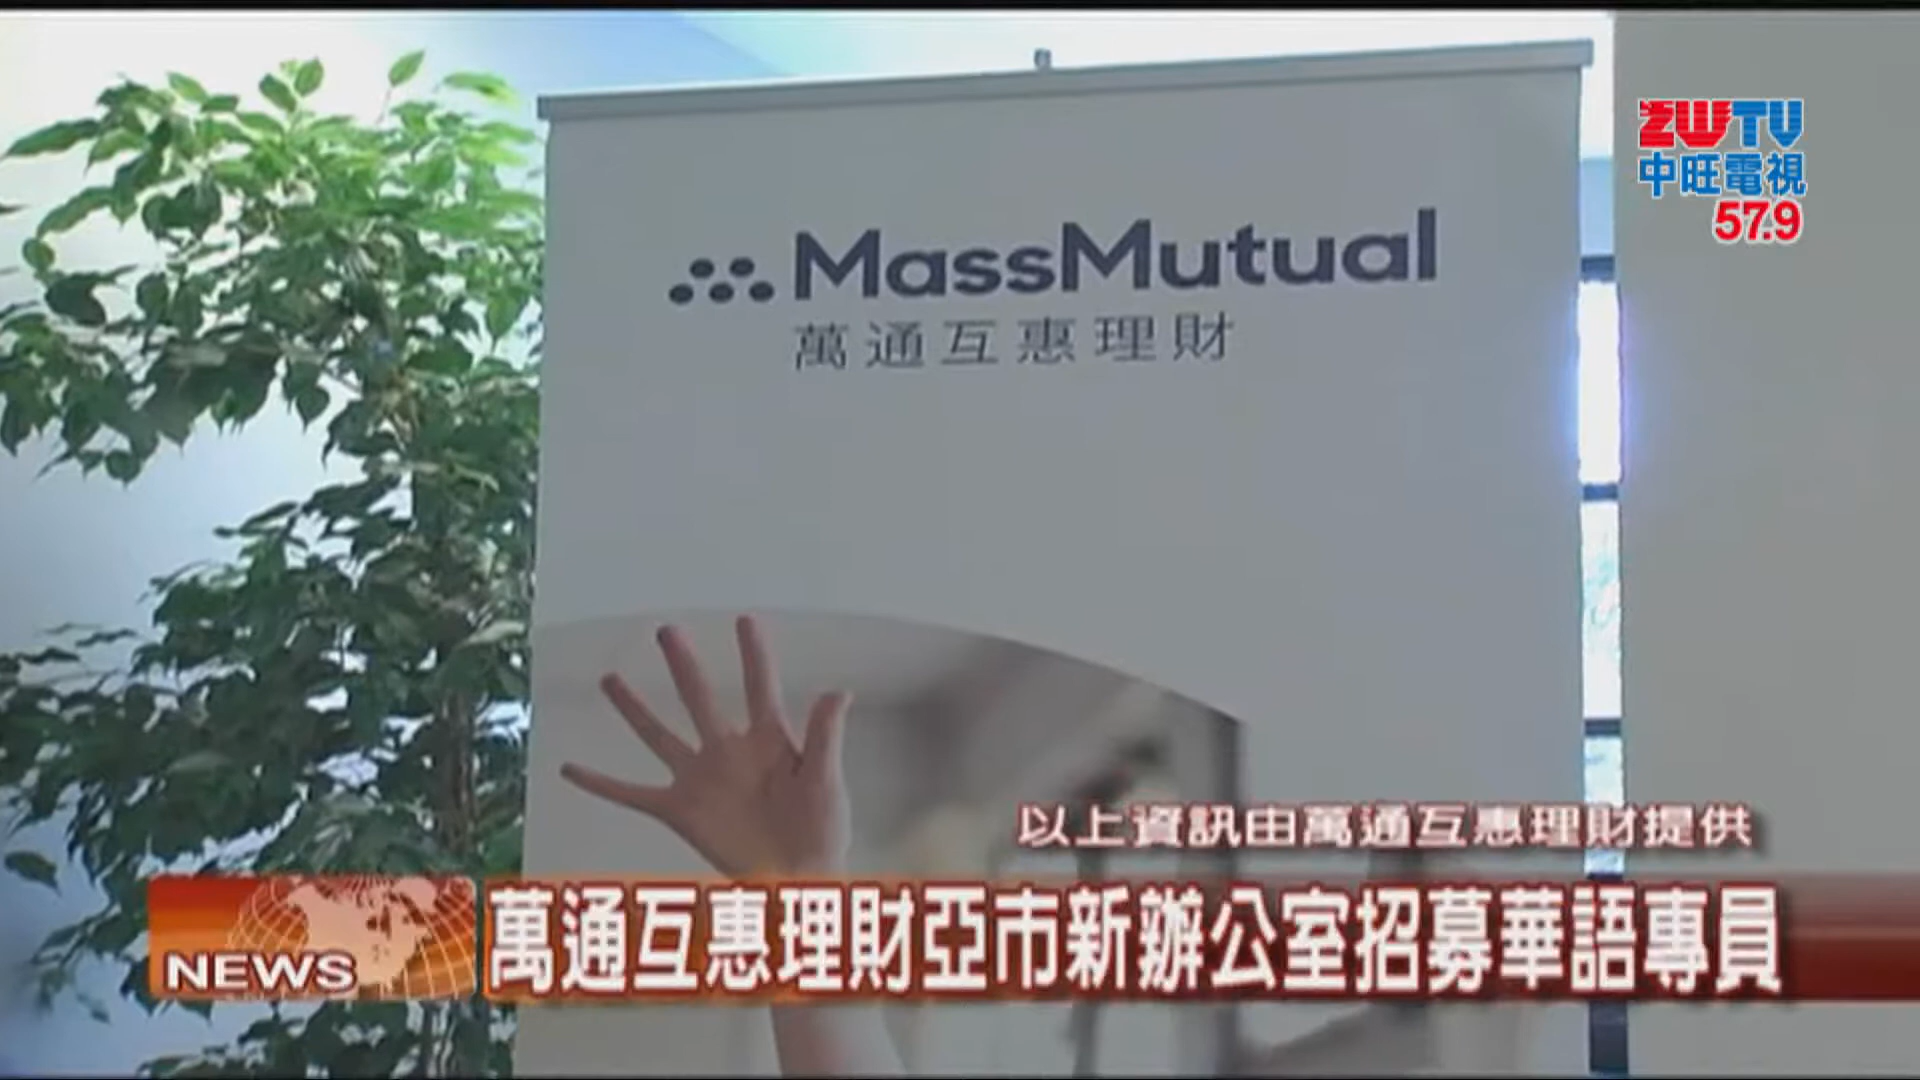 ZWTV
中旺電視
57.9
MassMutual
萬通互惠理財
以上資訊由萬通互惠理財提供
NEWS
萬通互惠理財亞市新辦公室招募華語專員